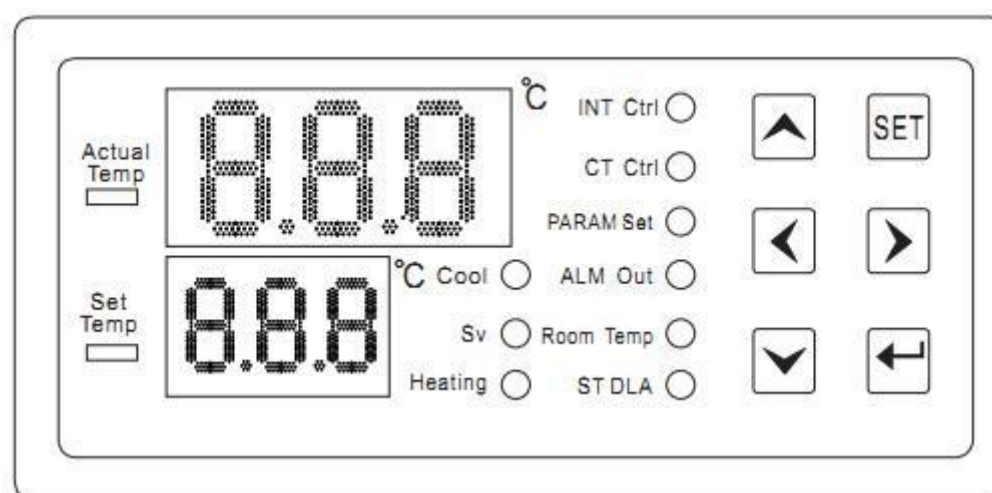 Actual
Temp
8.8.8
°C
INT Ctrl
CT Ctrl
PARAM Set
Set
Temp
8.8.8
°C
Cool
ALM Out
Sv
Room Temp
Heating
ST DLA
SET